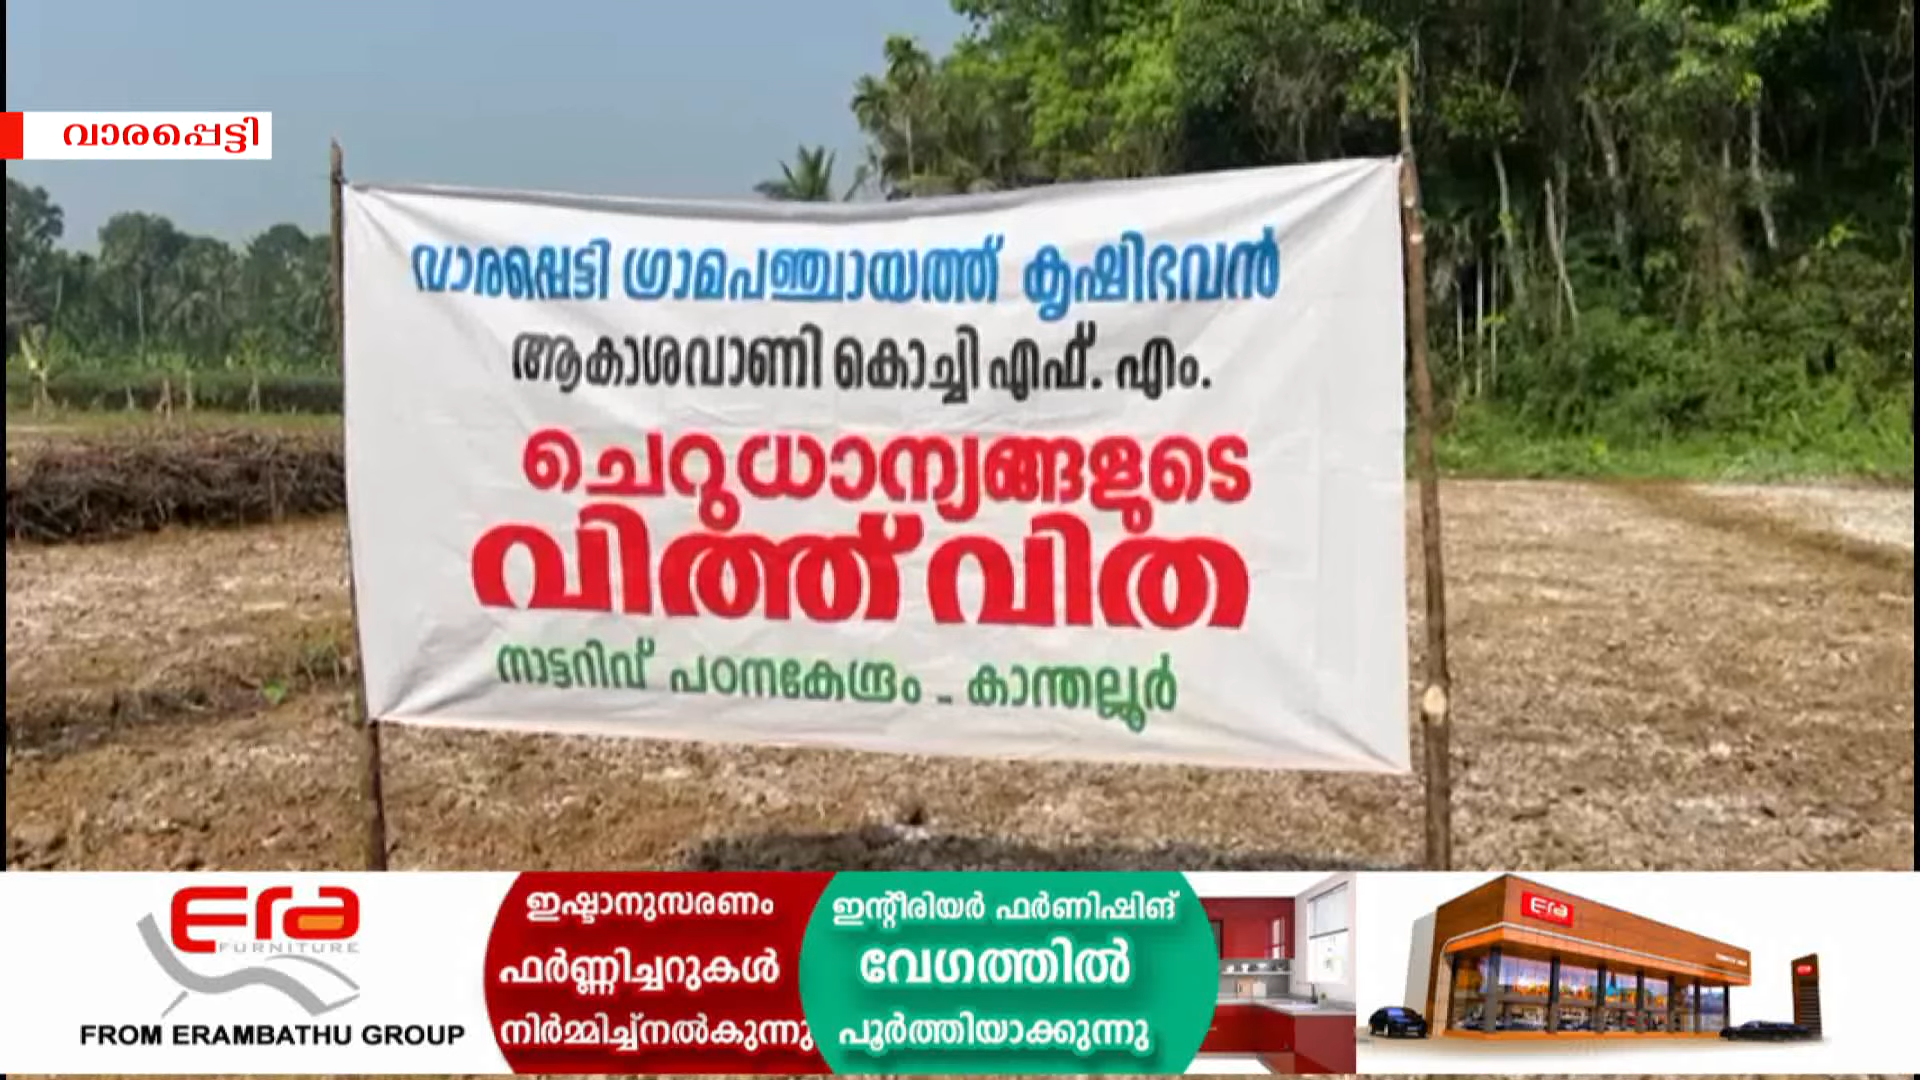 വാരപ്പെട്ടി
വാരപ്പെട്ടി ഗ്രാമപഞ്ചായത്ത് കൃഷിഭവൻ
ആകാശവാണി കൊച്ചി എഫ്. എം.
ചെറുധാന്യങ്ങളുടെ
വിത്ത് വിത
നാട്ടറിവ് പഠനകേന്ദ്രം - കാന്തല്ലൂർ
Era
FURNITURE
FROM ERAMBATHU GROUP
ഇഷ്ടാനുസരണം
ഫർണ്ണിച്ചറുകൾ
നിർമ്മിച്ച്നൽകുന്നു
ഇന്റീരിയർ ഫർണിഷിങ്
വേഗത്തിൽ
പൂർത്തിയാക്കുന്നു
Era